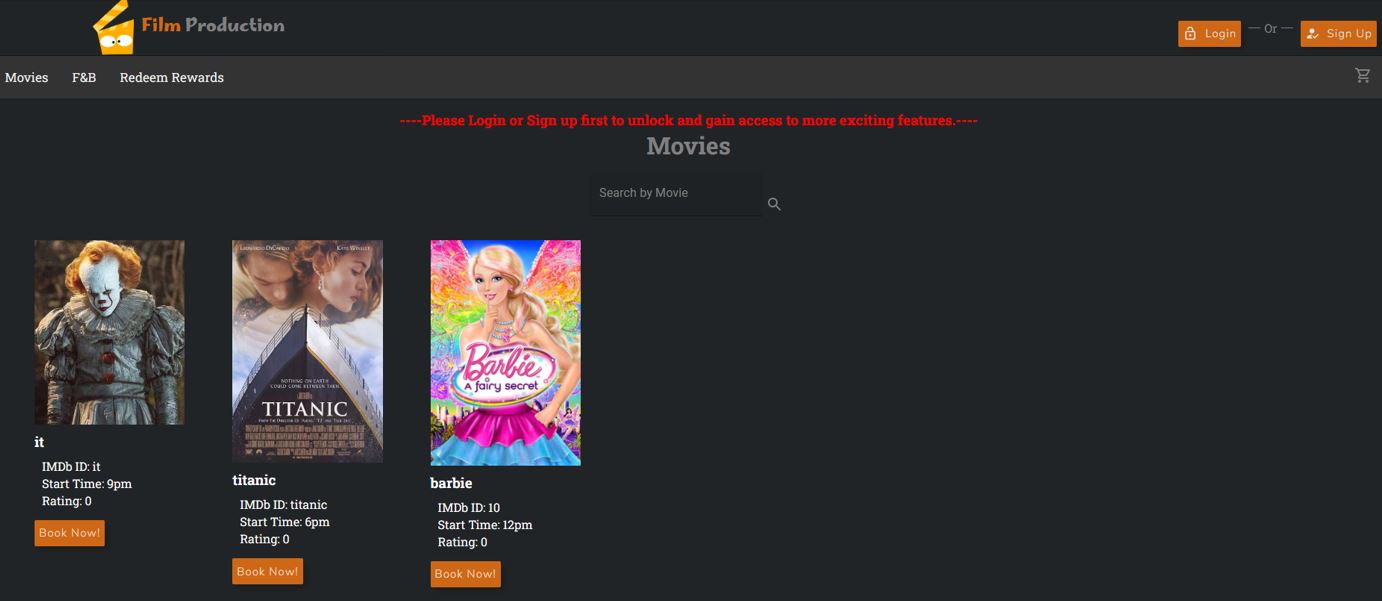 Film Production
Login
— Or —
Sign Up
Movies
F&B
Redeem Rewards
----Please Login or Sign up first to unlock and gain access to more exciting features.----
Movies
Search by Movie
LEONARDO DICAPRIO KATE WINSLET
NOTHING ON EARTH
COULD COME BETWEEN THEM.
TITANIC
Barbie
A fairy secret
it
IMDb ID: it
Start Time: 9pm
Rating: 0
Book Now!
titanic
IMDb ID: titanic
Start Time: 6pm
Rating: 0
Book Now!
barbie
IMDb ID: 10
Start Time: 12pm
Rating: 0
Book Now!